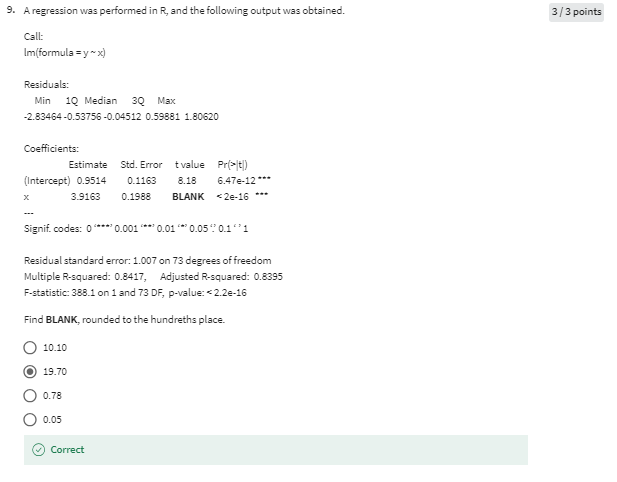 9. A regression was performed in R, and the following output was obtained.
3 / 3 points
Call:
lm(formula = y ~ x)
Residuals:
Min 1Q Median 3Q Max
-2.83464 -0.53756 -0.04512 0.59881 1.80620
Coefficients:
Estimate Std. Error t value Pr(>|t|)
(Intercept) 0.9514 0.1163 8.18 6.47e-12 ***
x 3.9163 0.1988 BLANK < 2e-16 ***
---
Signif. codes: 0 ‘***’ 0.001 ‘**’ 0.01 ‘*’ 0.05 ‘.’ 0.1 ‘ ’ 1
Residual standard error: 1.007 on 73 degrees of freedom
Multiple R-squared: 0.8417, Adjusted R-squared: 0.8395
F-statistic: 388.1 on 1 and 73 DF, p-value: < 2.2e-16
Find BLANK, rounded to the hundreths place.
10.10
19.70
0.78
0.05
Correct